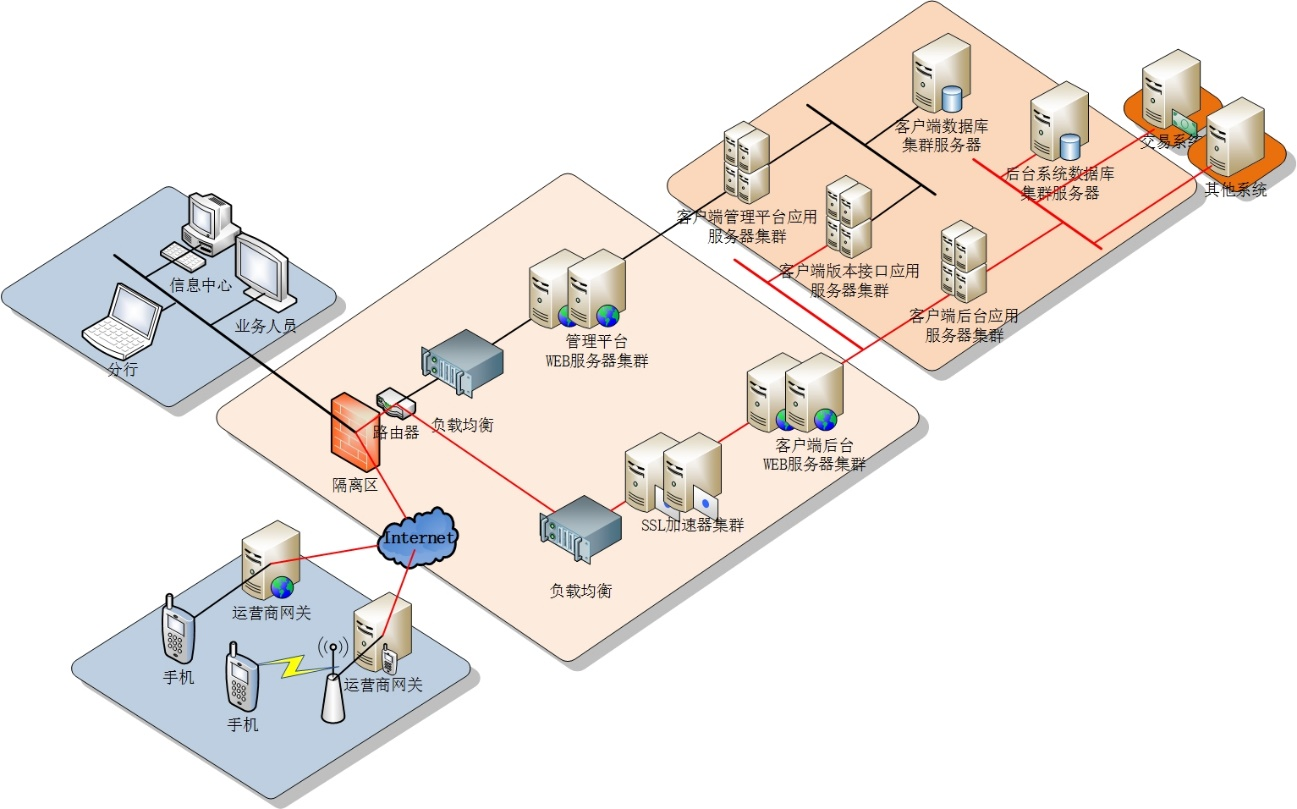 客户端数据库
集群服务器
交易系统
后台系统数据库
集群服务器
其他系统
客户端管理平台应用
服务器集群
客户端版本接口应用
服务器集群
客户端后台应用
服务器集群
信息中心
业务人员
分行
管理平台
WEB服务器集群
负载均衡
路由器
隔离区
客户端后台
WEB服务器集群
SSL加速器集群
Internet
负载均衡
运营商网关
手机
运营商网关
手机